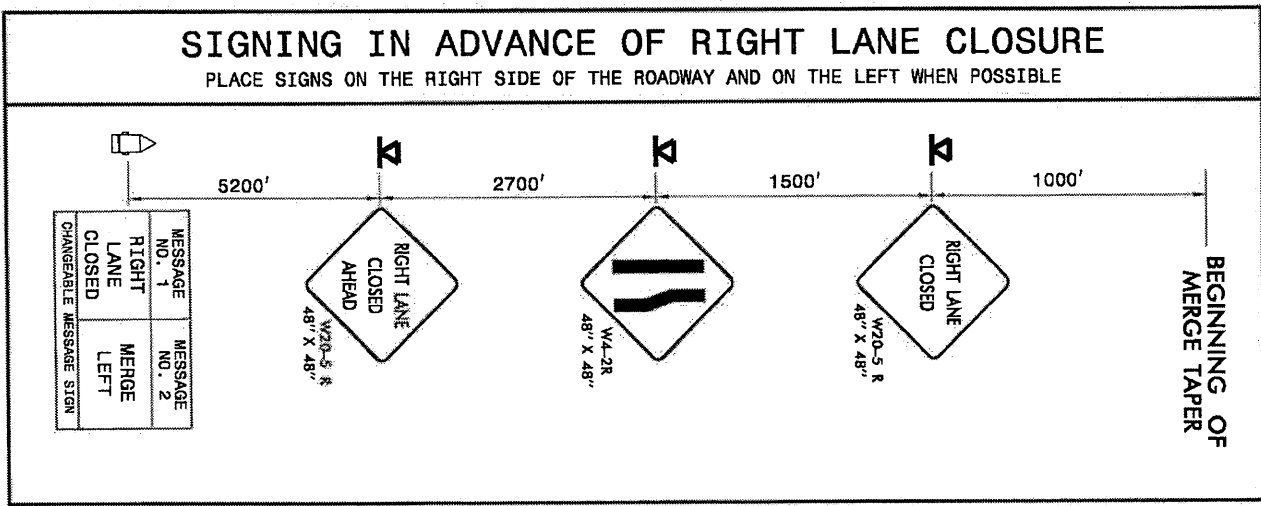 SIGNING IN ADVANCE OF RIGHT LANE CLOSURE
PLACE SIGNS ON THE RIGHT SIDE OF THE ROADWAY AND ON THE LEFT WHEN POSSIBLE
5200'
2700'
1500'
1000'
MESSAGE
NO. 1
RIGHT
LANE
CLOSED
MESSAGE
NO. 2
MERGE
LEFT
CHANGEABLE MESSAGE SIGN
RIGHT LANE
CLOSED
AHEAD
W20-5 R
48" X 48"
W4-2R
48" X 48"
RIGHT LANE
CLOSED
W20-5 R
48" X 48"
BEGINNING OF
MERGE TAPER